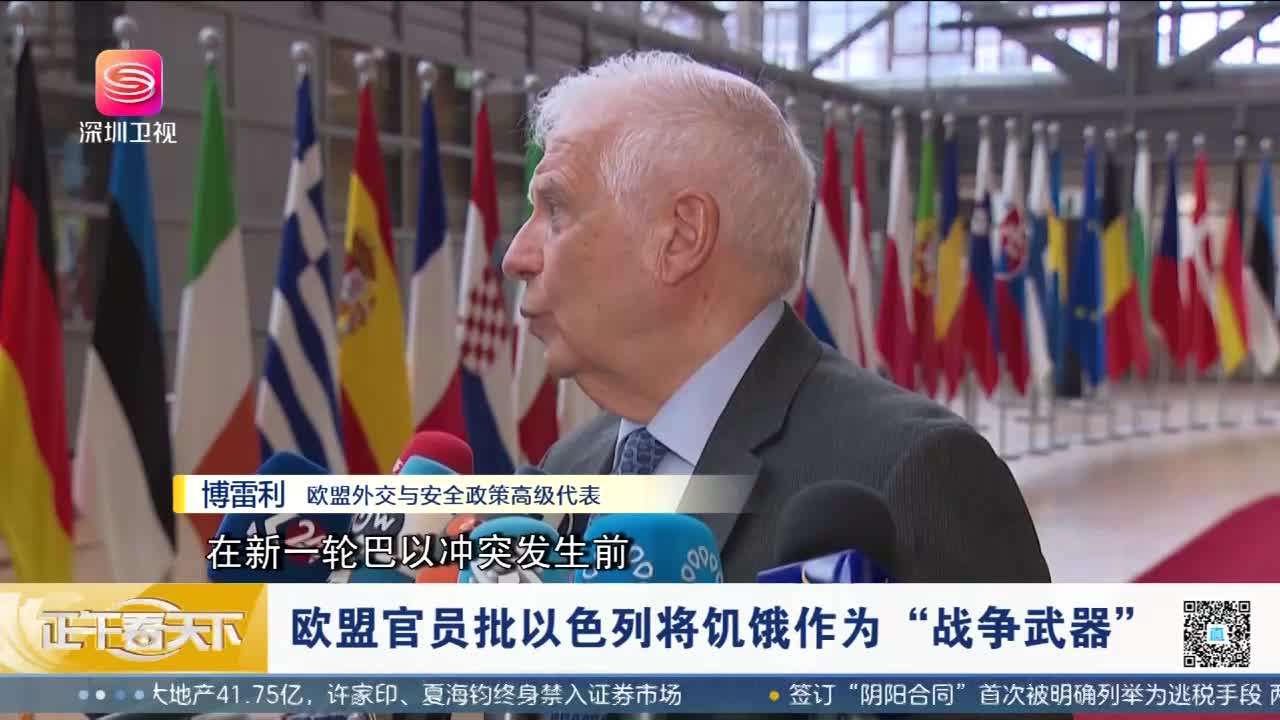 深圳卫视
博雷利 欧盟外交与安全政策高级代表
24
在新一轮巴以冲突发生前
正午看天下
欧盟官员批以色列将饥饿作为“战争武器”
大地产41.75亿，许家印、夏海钧终身禁入证券市场
签订“阴阳合同”首次被明确列举为逃税手段 两